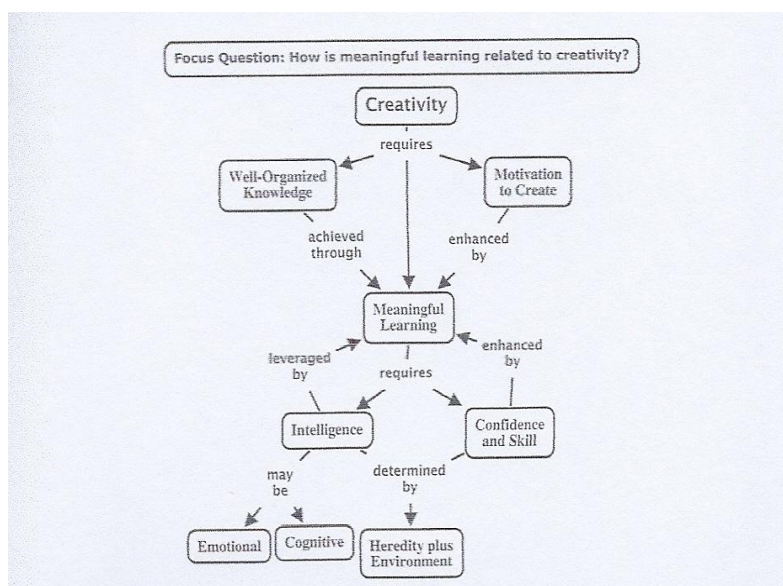 Focus Question: How is meaningful learning related to creativity?
Creativity
requires
Well-Organized
Knowledge
Motivation
to Create
achieved
through
enhanced
by
Meaningful
Learning
leveraged
by
requires
enhanced
by
Intelligence
Confidence
and Skill
may
be
determined
by
Emotional
Cognitive
Heredity plus
Environment